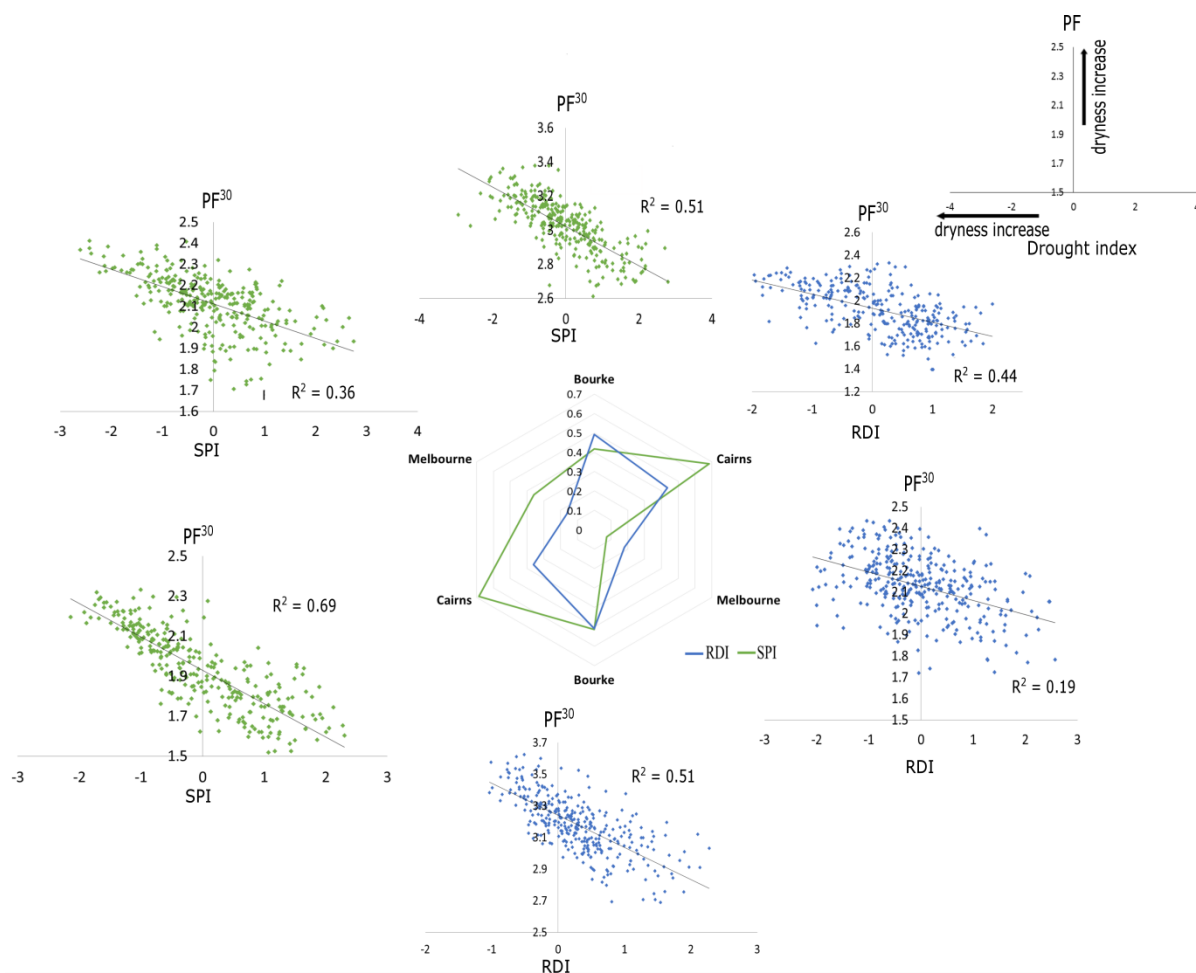 PF
2.5
2.3
2.1
1.9
1.7
1.5
-4 -2 0 2 4
dryness increase
dryness increase
Drought index
PF³⁰
3.6
3.4
3.2
3
2.8
2.6
-4 -2 0 2 4
R² = 0.51
SPI
PF³⁰
2.5
2.4
2.3
2.2
2.1
2
1.9
1.8
1.7
1.6
-3 -2 -1 0 1 2 3 4
R² = 0.36
SPI
PF³⁰
2.6
2.4
2.2
2
1.8
1.6
1.4
1.2
-2 -1 0 1 2
R² = 0.44
RDI
Bourke
Cairns
Melbourne
Bourke
Cairns
Melbourne
0.7
0.6
0.5
0.4
0.3
0.2
0.1
0
RDI SPI
PF³⁰
2.5
2.3
2.1
1.9
1.7
1.5
-3 -2 -1 0 1 2 3
R² = 0.69
SPI
PF³⁰
2.5
2.4
2.3
2.2
2.1
2
1.9
1.8
1.7
1.6
1.5
-3 -2 -1 0 1 2 3
R² = 0.19
RDI
PF³⁰
3.7
3.5
3.3
3.1
2.9
2.7
2.5
-2 -1 0 1 2 3
R² = 0.51
RDI